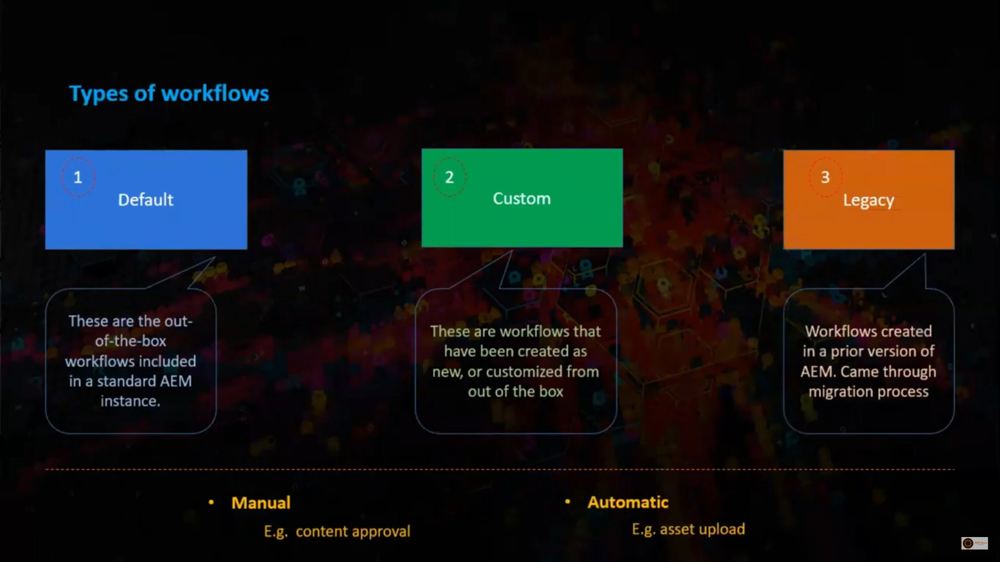 Types of workflows
1
Default
2
Custom
3
Legacy
These are the out-
of-the-box
workflows included
in a standard AEM
instance.
These are workflows that
have been created as
new, or customized from
out of the box
Workflows created
in a prior version of
AEM. Came through
migration process
• Manual
E.g. content approval
• Automatic
E.g. asset upload